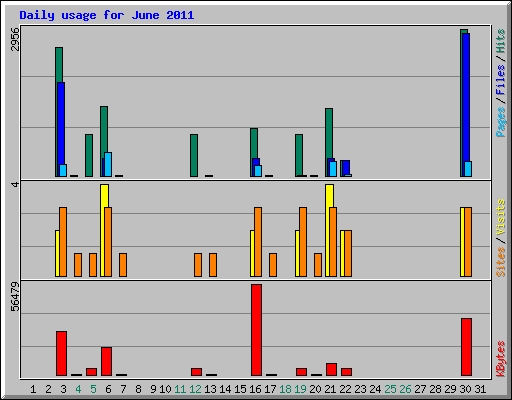 Daily usage for June 2011
2956
Pages / Files / Hits
4
Sites / Visits
56479
KBytes
1 2 3 4 5 6 7 8 9 10 11 12 13 14 15 16 17 18 19 20 21 22 23 24 25 26 27 28 29 30 31